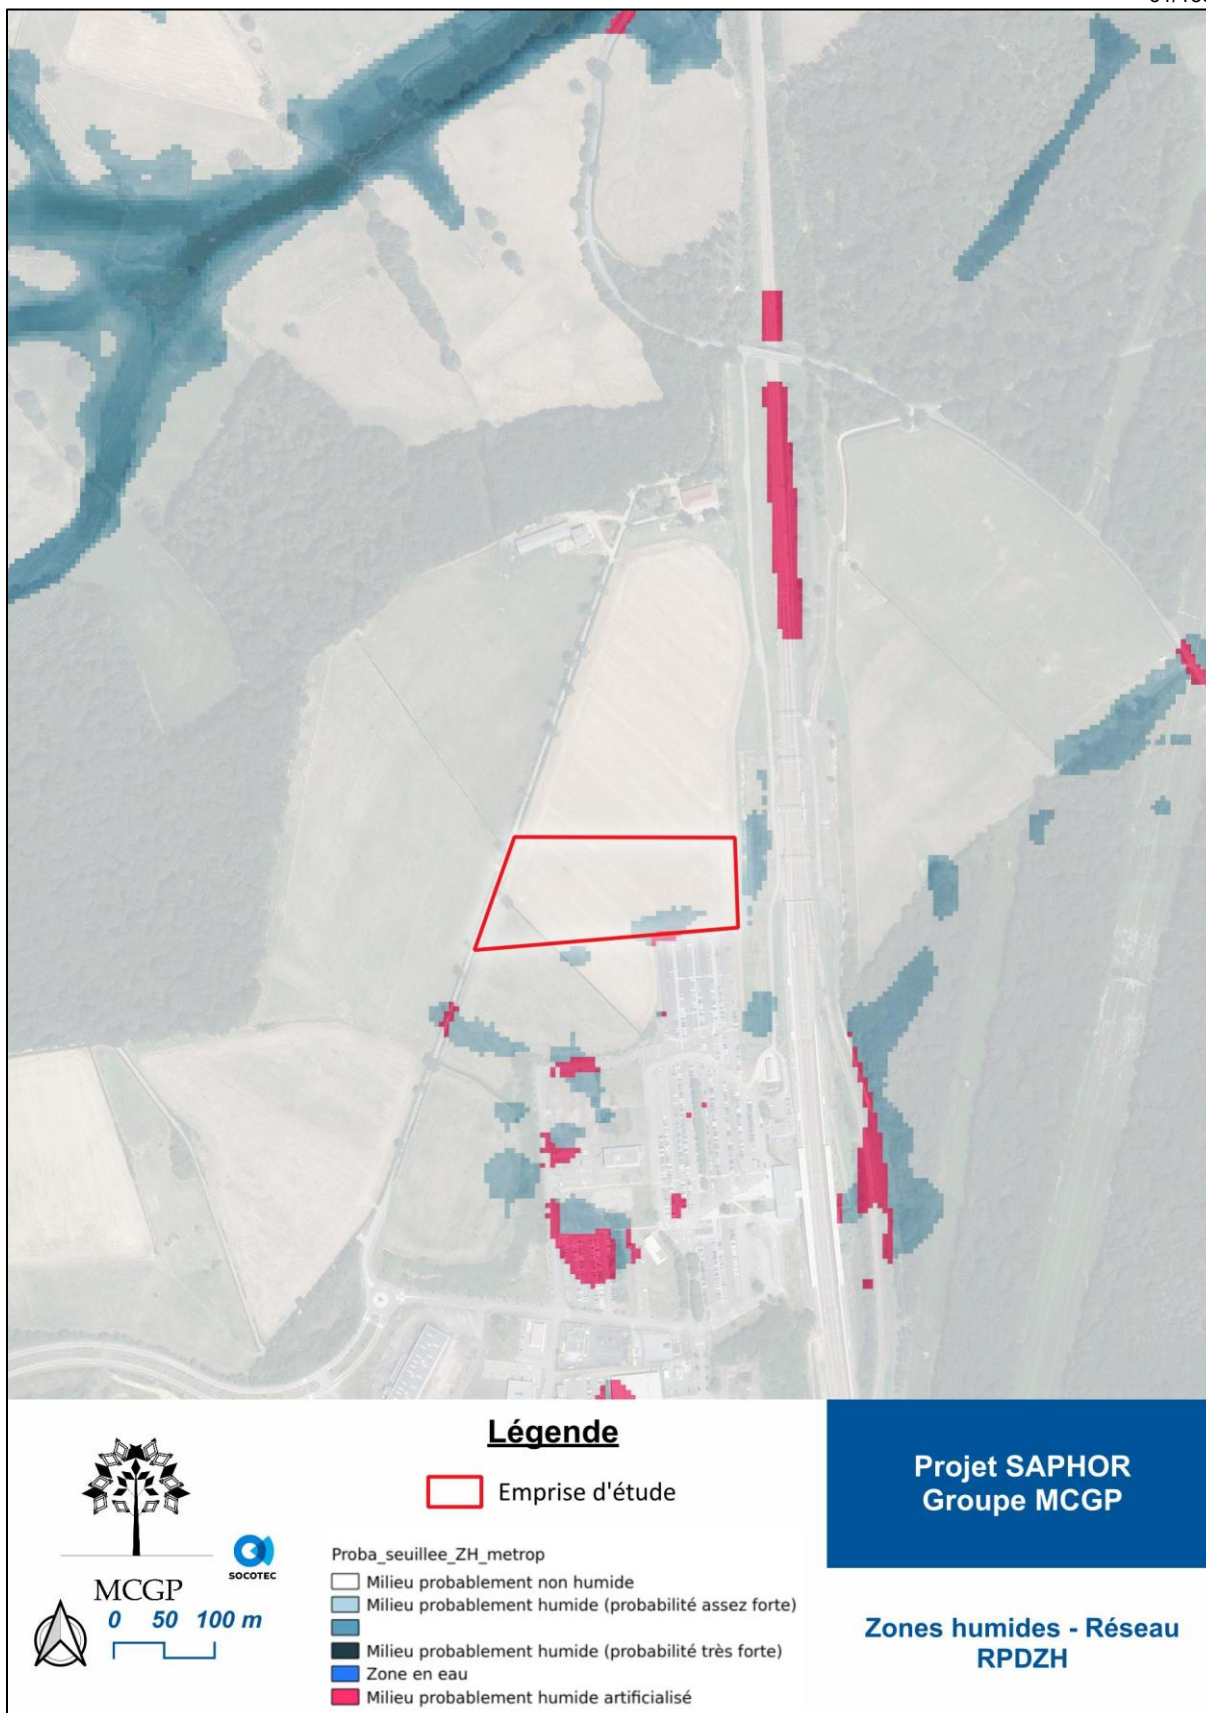 Légende
Emprise d'étude
Proba_seuillee_ZH_metrop
Milieu probablement non humide
Milieu probablement humide (probabilité assez forte)
Milieu probablement humide (probabilité très forte)
Zone en eau
Milieu probablement humide artificialisé
SOCOTEC
MCGP
0 50 100 m
Projet SAPHOR
Groupe MCGP
Zones humides - Réseau
RPDZH